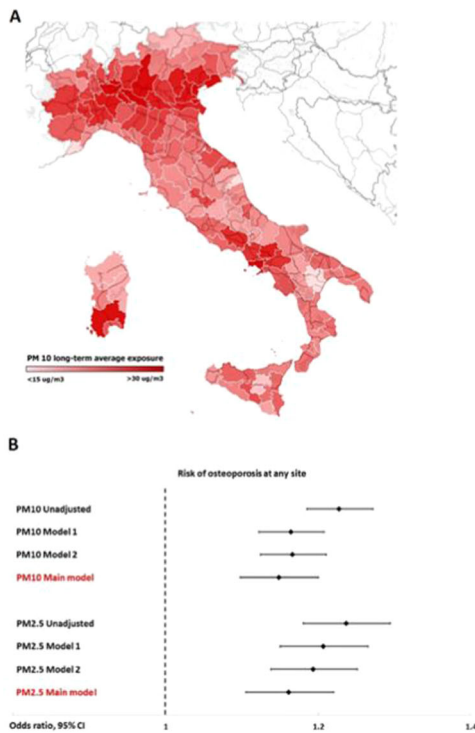 A
PM 10 long-term average exposure
<15 ug/m3 >30 ug/m3
B
Risk of osteoporosis at any site
PM10 Unadjusted
PM10 Model 1
PM10 Model 2
PM10 Main model
PM2.5 Unadjusted
PM2.5 Model 1
PM2.5 Model 2
PM2.5 Main model
Odds ratio, 95% CI 1 1.2 1.4